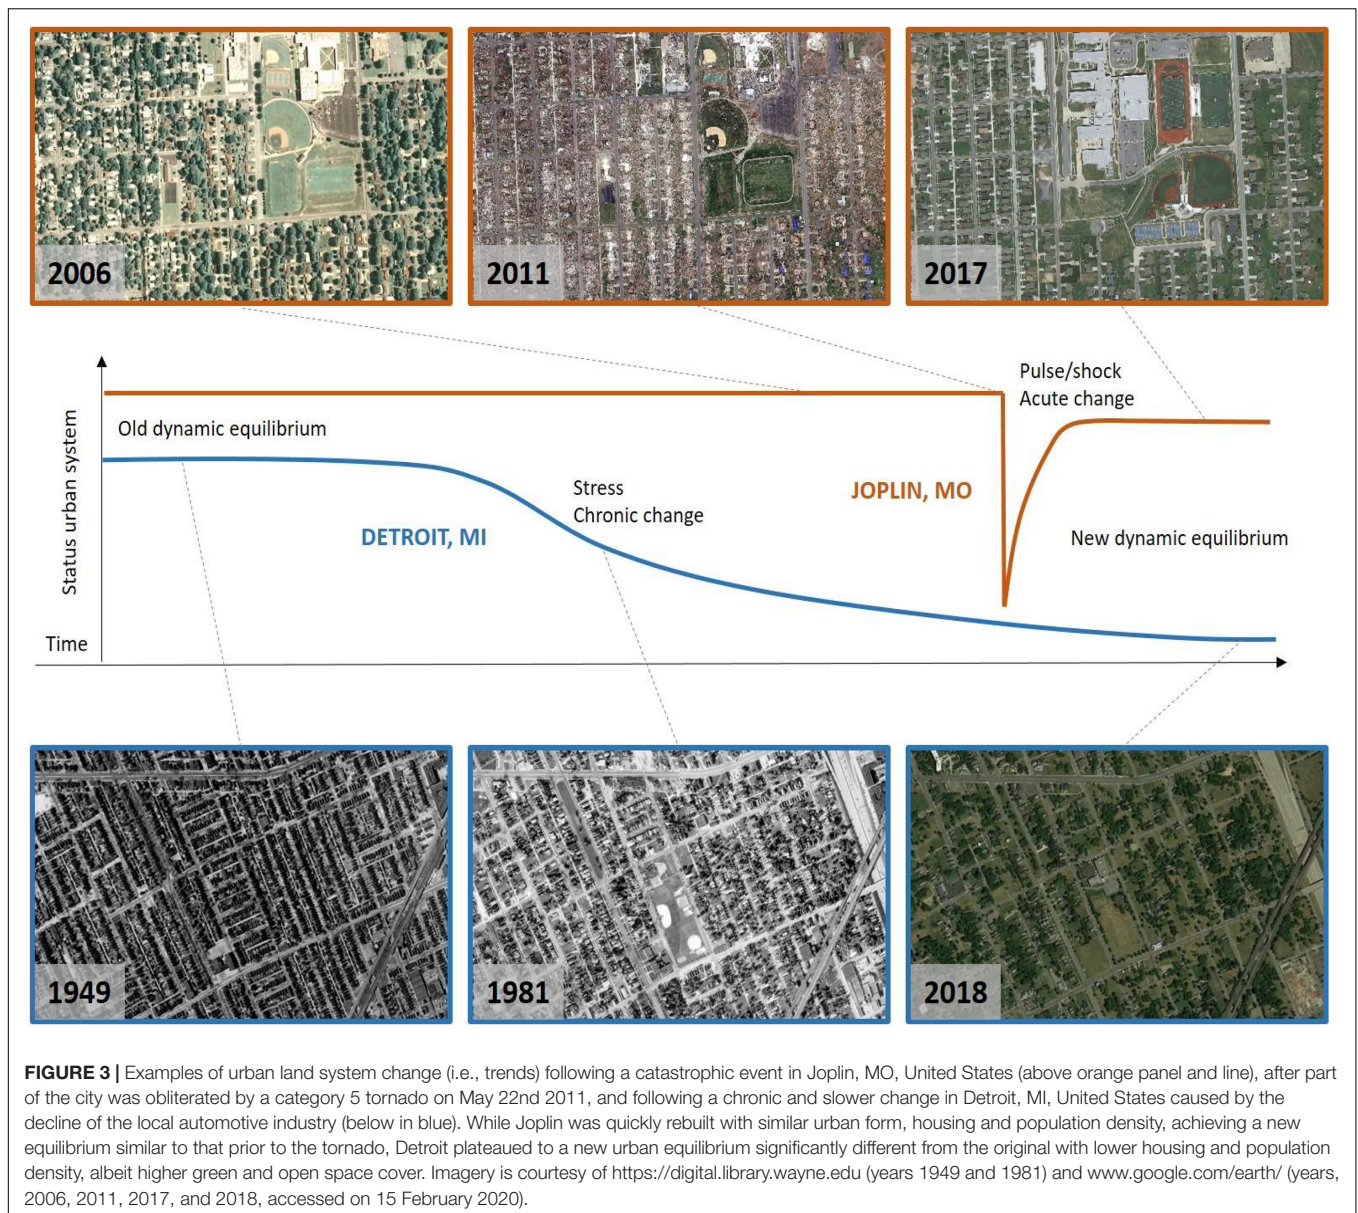 2006
2011
2017
Pulse/shock
Acute change
Status urban system
Old dynamic equilibrium
Stress
Chronic change
JOPLIN, MO
DETROIT, MI
New dynamic equilibrium
Time
1949
1981
2018
FIGURE 3 | Examples of urban land system change (i.e., trends) following a catastrophic event in Joplin, MO, United States (above orange panel and line), after part
of the city was obliterated by a category 5 tornado on May 22nd 2011, and following a chronic and slower change in Detroit, MI, United States caused by the
decline of the local automotive industry (below in blue). While Joplin was quickly rebuilt with similar urban form, housing and population density, achieving a new
equilibrium similar to that prior to the tornado, Detroit plateaued to a new urban equilibrium significantly different from the original with lower housing and population
density, albeit higher green and open space cover. Imagery is courtesy of https://digital.library.wayne.edu (years 1949 and 1981) and www.google.com/earth/ (years,
2006, 2011, 2017, and 2018, accessed on 15 February 2020).